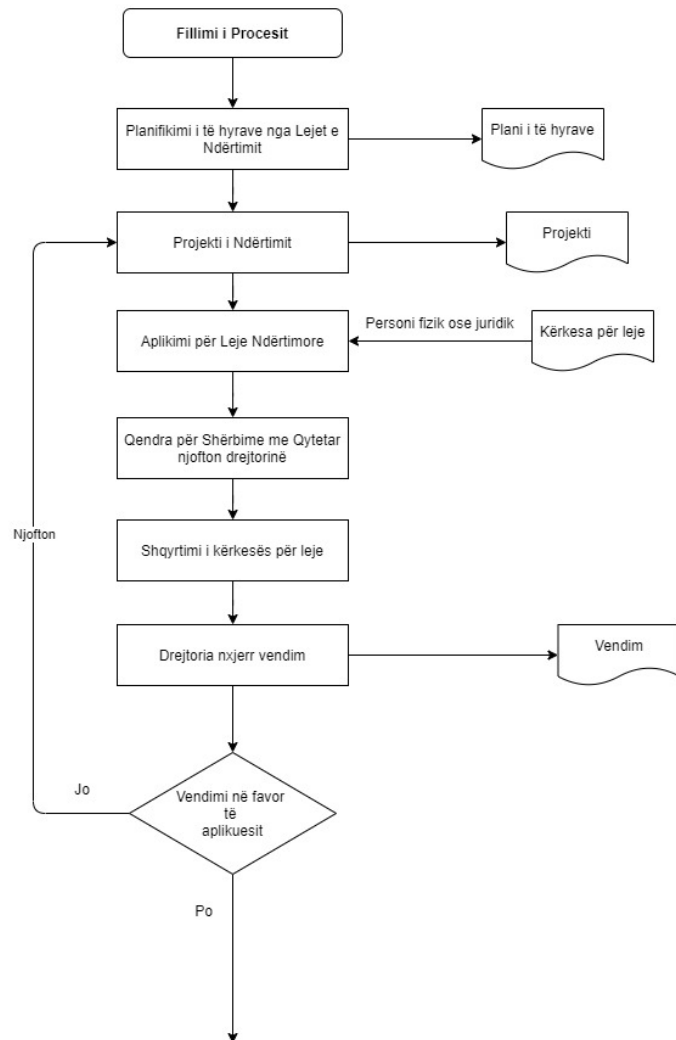 Fillimi i Procesit
Planifikimi i të hyrave nga Lejet e
Ndërtimit
Plani i të hyrave
Projekti i Ndërtimit
Projekti
Aplikimi për Leje Ndërtimore
Personi fizik ose juridik
Kërkesa për leje
Qendra për Shërbime me Qytetar
njofton drejtorinë
Njofton
Shqyrtimi i kërkesës për leje
Drejtoria nxjerr vendim
Vendim
Jo
Vendimi në favor
të
aplikuesit
Po